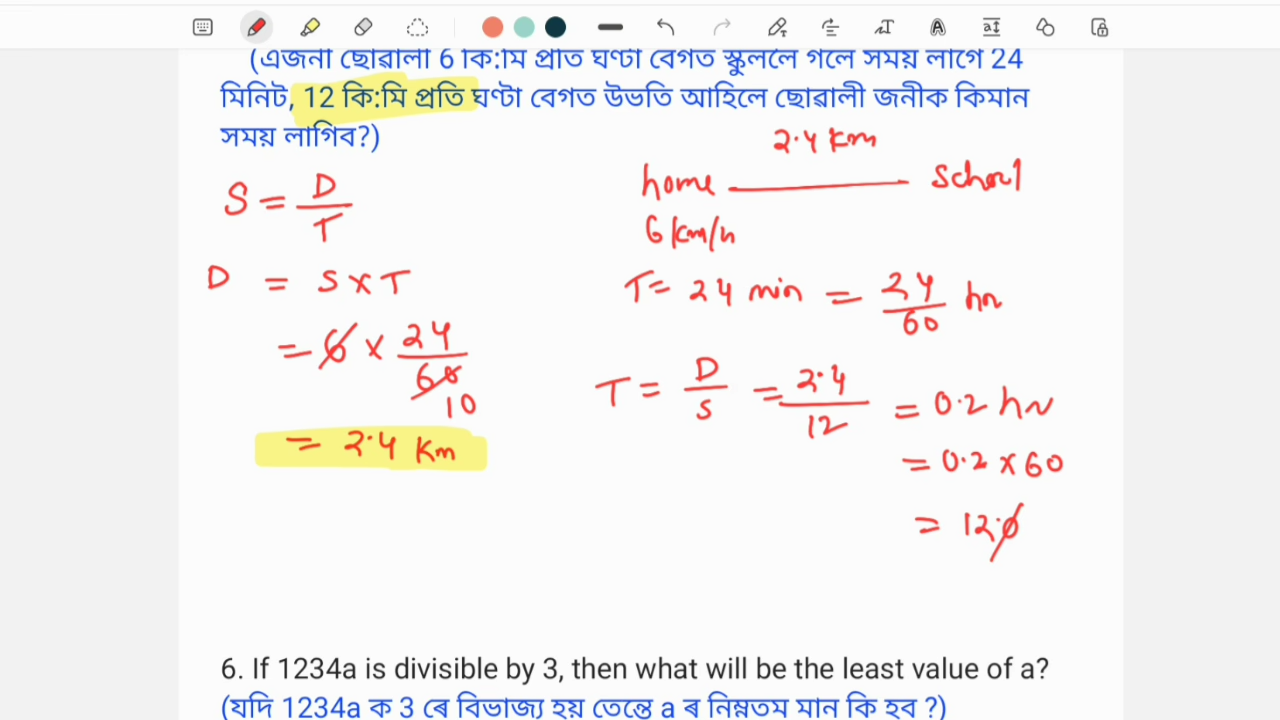 (এজনী ছোৱালী 6 কি:মি প্ৰতি ঘণ্টা বেগত স্কুললৈ গলে সময় লাগে 24
মিনিট, 12 কি:মি প্ৰতি ঘণ্টা বেগত উভতি আহিলে ছোৱালী জনীক কিমান
সময় লাগিব?)
S = D/T
D = S x T
= 6 x 24/60
10
= 2.4 Km
2.4 Km
home school
6 km/h
T = 24 min = 24/60 hr
T = D/S = 2.4/12 = 0.2 hr
= 0.2 x 60
= 12.0
6. If 1234a is divisible by 3, then what will be the least value of a?
(যদি 1234a ক 3 ৰে বিভাজ্য হয় তেন্তে a ৰ নিম্নতম মান কি হব ?)